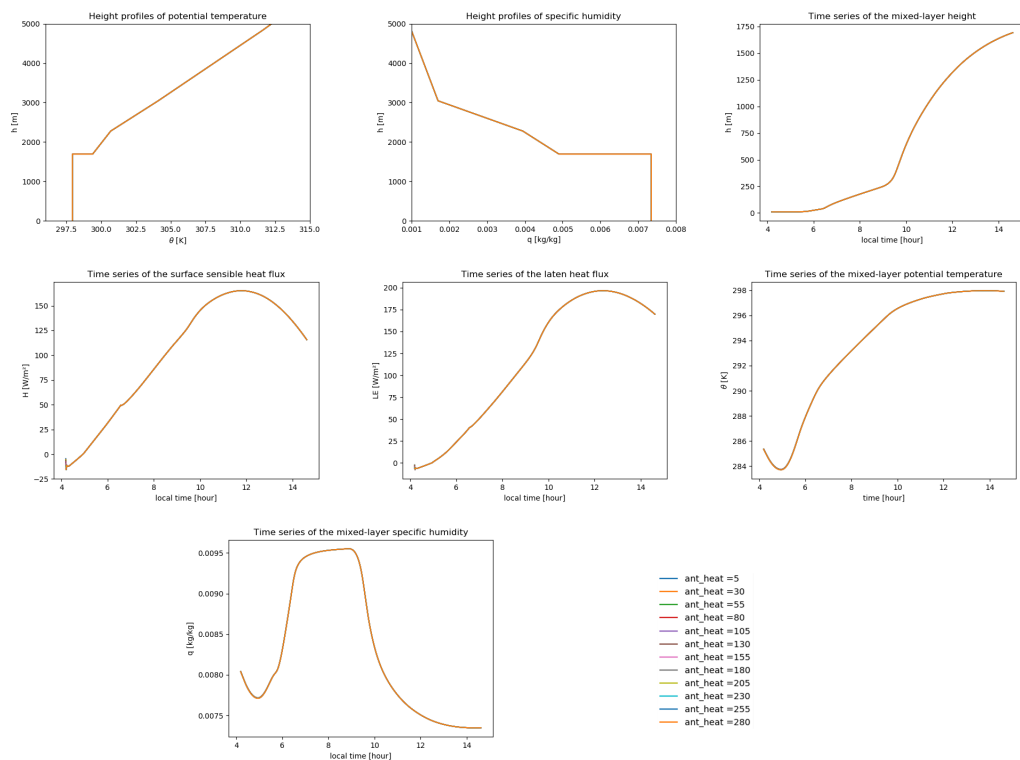 Height profiles of potential temperature
h [m]
5000
4000
3000
2000
1000
0
297.5 300.0 302.5 305.0 307.5 310.0 312.5 315.0
θ [K]
Height profiles of specific humidity
h [m]
5000
4000
3000
2000
1000
0
0.001 0.002 0.003 0.004 0.005 0.006 0.007 0.008
q [kg/kg]
Time series of the mixed-layer height
h [m]
1750
1500
1250
1000
750
500
250
0
4 6 8 10 12 14
local time [hour]
Time series of the surface sensible heat flux
H [W/m²]
150
125
100
75
50
25
0
−25
4 6 8 10 12 14
local time [hour]
Time series of the laten heat flux
LE [W/m²]
200
175
150
125
100
75
50
25
0
4 6 8 10 12 14
local time [hour]
Time series of the mixed-layer potential temperature
θ [K]
298
296
294
292
290
288
286
284
4 6 8 10 12 14
time [hour]
Time series of the mixed-layer specific humidity
q [kg/kg]
0.0095
0.0090
0.0085
0.0080
0.0075
4 6 8 10 12 14
local time [hour]
ant_heat =5
ant_heat =30
ant_heat =55
ant_heat =80
ant_heat =105
ant_heat =130
ant_heat =155
ant_heat =180
ant_heat =205
ant_heat =230
ant_heat =255
ant_heat =280